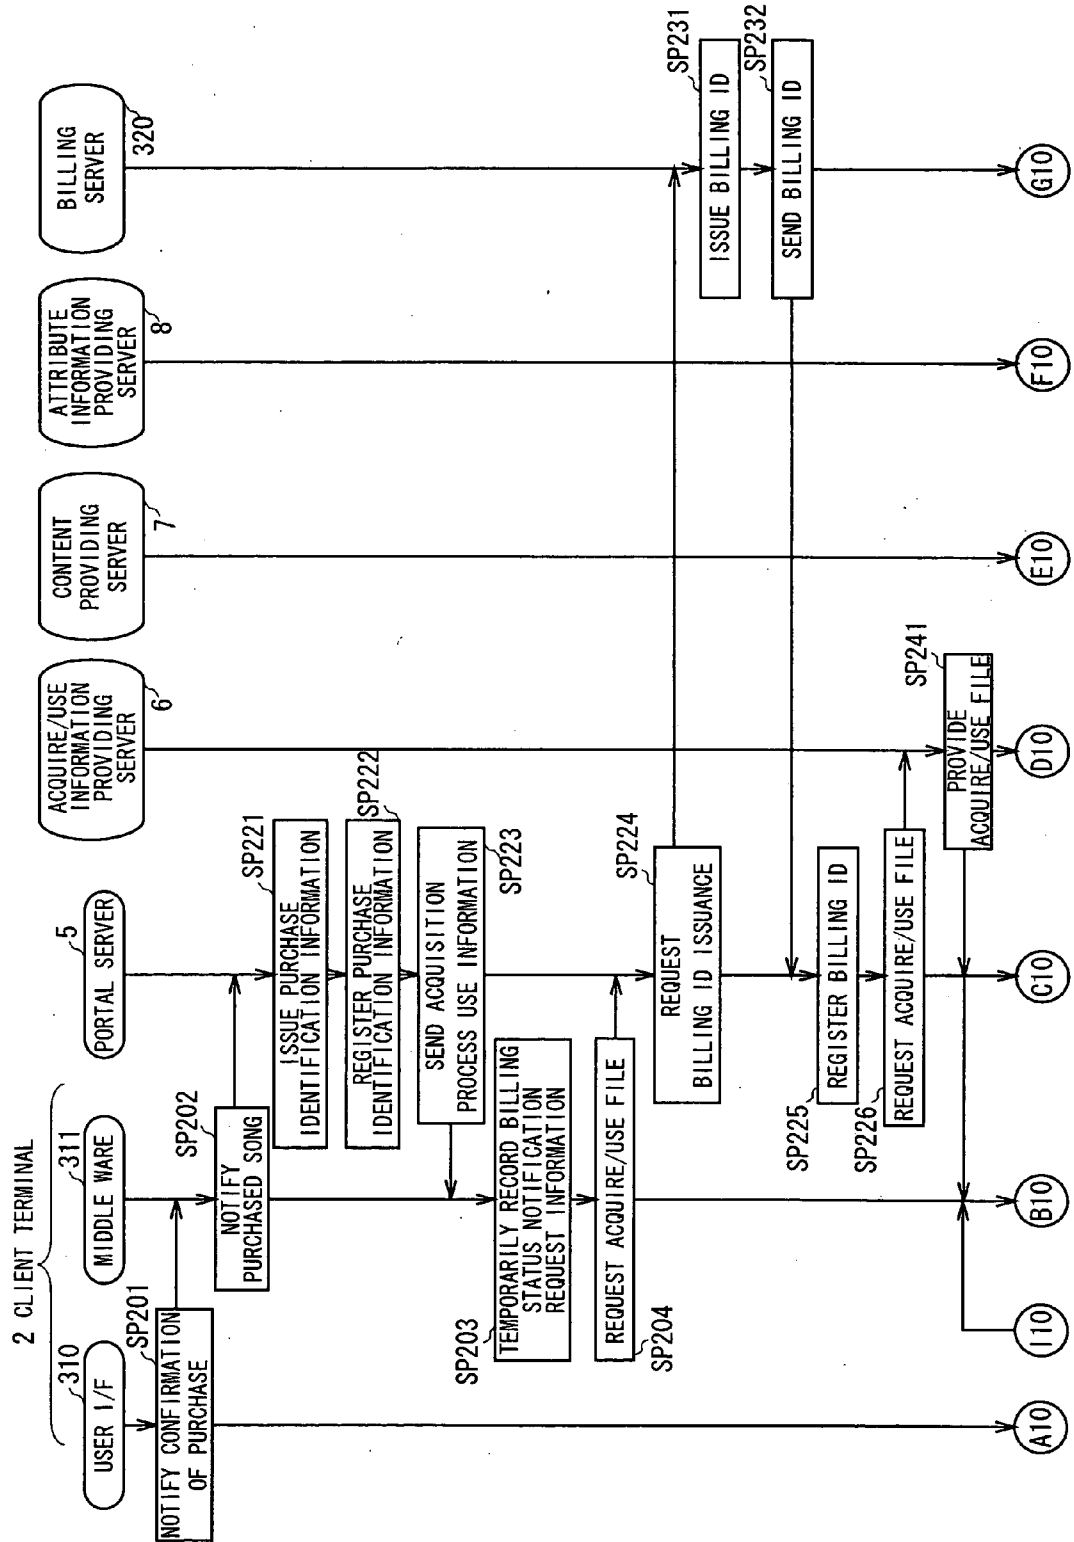 2 CLIENT TERMINAL
310
USER I/F
311
MIDDLE WARE
5
PORTAL SERVER
ACQUIRE/USE
INFORMATION
PROVIDING
SERVER
6
CONTENT
PROVIDING
SERVER
7
ATTRIBUTE
INFORMATION
PROVIDING
SERVER
8
BILLING
SERVER
320
SP201
NOTIFY CONFIRMATION
OF PURCHASE
SP202
NOTIFY
PURCHASED SONG
SP221
ISSUE PURCHASE
IDENTIFICATION INFORMATION
SP222
REGISTER PURCHASE
IDENTIFICATION INFORMATION
SEND ACQUISITION
PROCESS USE INFORMATION
SP223
SP203
TEMPORARILY RECORD BILLING
STATUS NOTIFICATION
REQUEST INFORMATION
REQUEST ACQUIRE/USE FILE
SP204
SP224
REQUEST
BILLING ID ISSUANCE
SP231
ISSUE BILLING ID
SP232
SEND BILLING ID
SP225
REGISTER BILLING ID
SP226
REQUEST ACQUIRE/USE FILE
SP241
PROVIDE
ACQUIRE/USE FILE
A10
I10
B10
C10
D10
E10
F10
G10